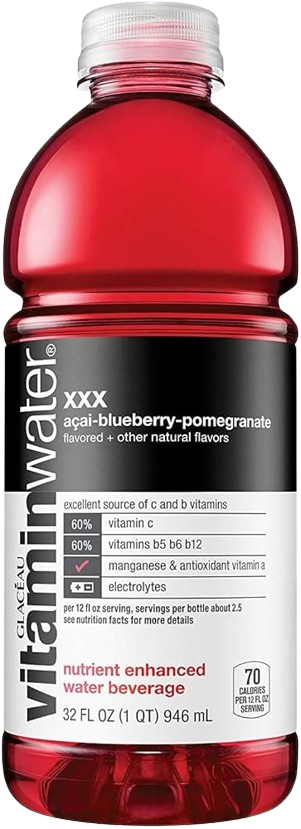 GLACÉAU
vitaminwater®
xxx
açai-blueberry-pomegranate
flavored + other natural flavors
excellent source of c and b vitamins
60% vitamin c
60% vitamins b5 b6 b12
✓ manganese & antioxidant vitamin a
electrolytes
per 12 fl oz serving, servings per bottle about 2.5
see nutrition facts for more details
nutrient enhanced
water beverage
70
CALORIES
PER 12 FL OZ
SERVING
32 FL OZ (1 QT) 946 mL